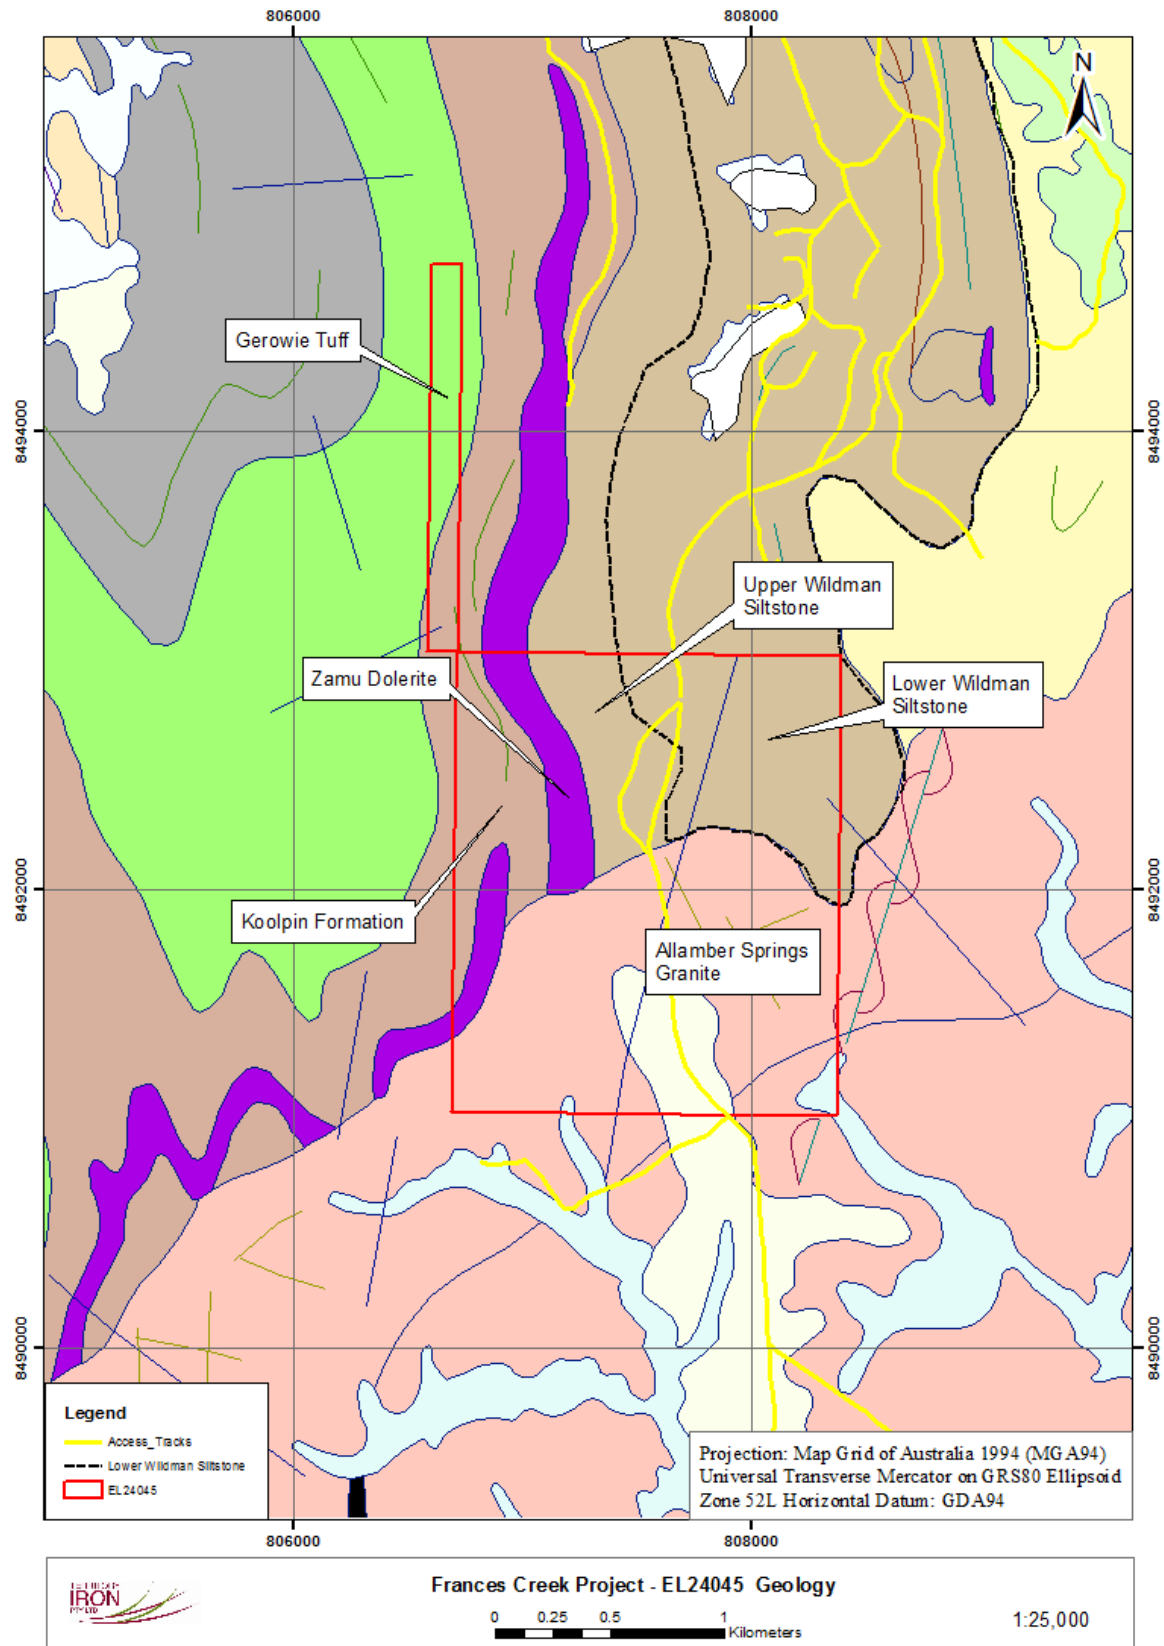 806000
808000
N
Gerowie Tuff
8494000
8494000
Upper Wildman
Siltstone
Zamu Dolerite
Lower Wildman
Siltstone
8492000
8492000
Koolpin Formation
Allamber Springs
Granite
8490000
8490000
Legend
Access_Tracks
Lower Wildman Siltstone
EL24045
Projection: Map Grid of Australia 1994 (MGA94)
Universal Transverse Mercator on GRS80 Ellipsoid
Zone 52L Horizontal Datum: GDA94
806000
808000
IRON
PTY LTD
Frances Creek Project - EL24045 Geology
0 0.25 0.5 1
Kilometers
1:25,000